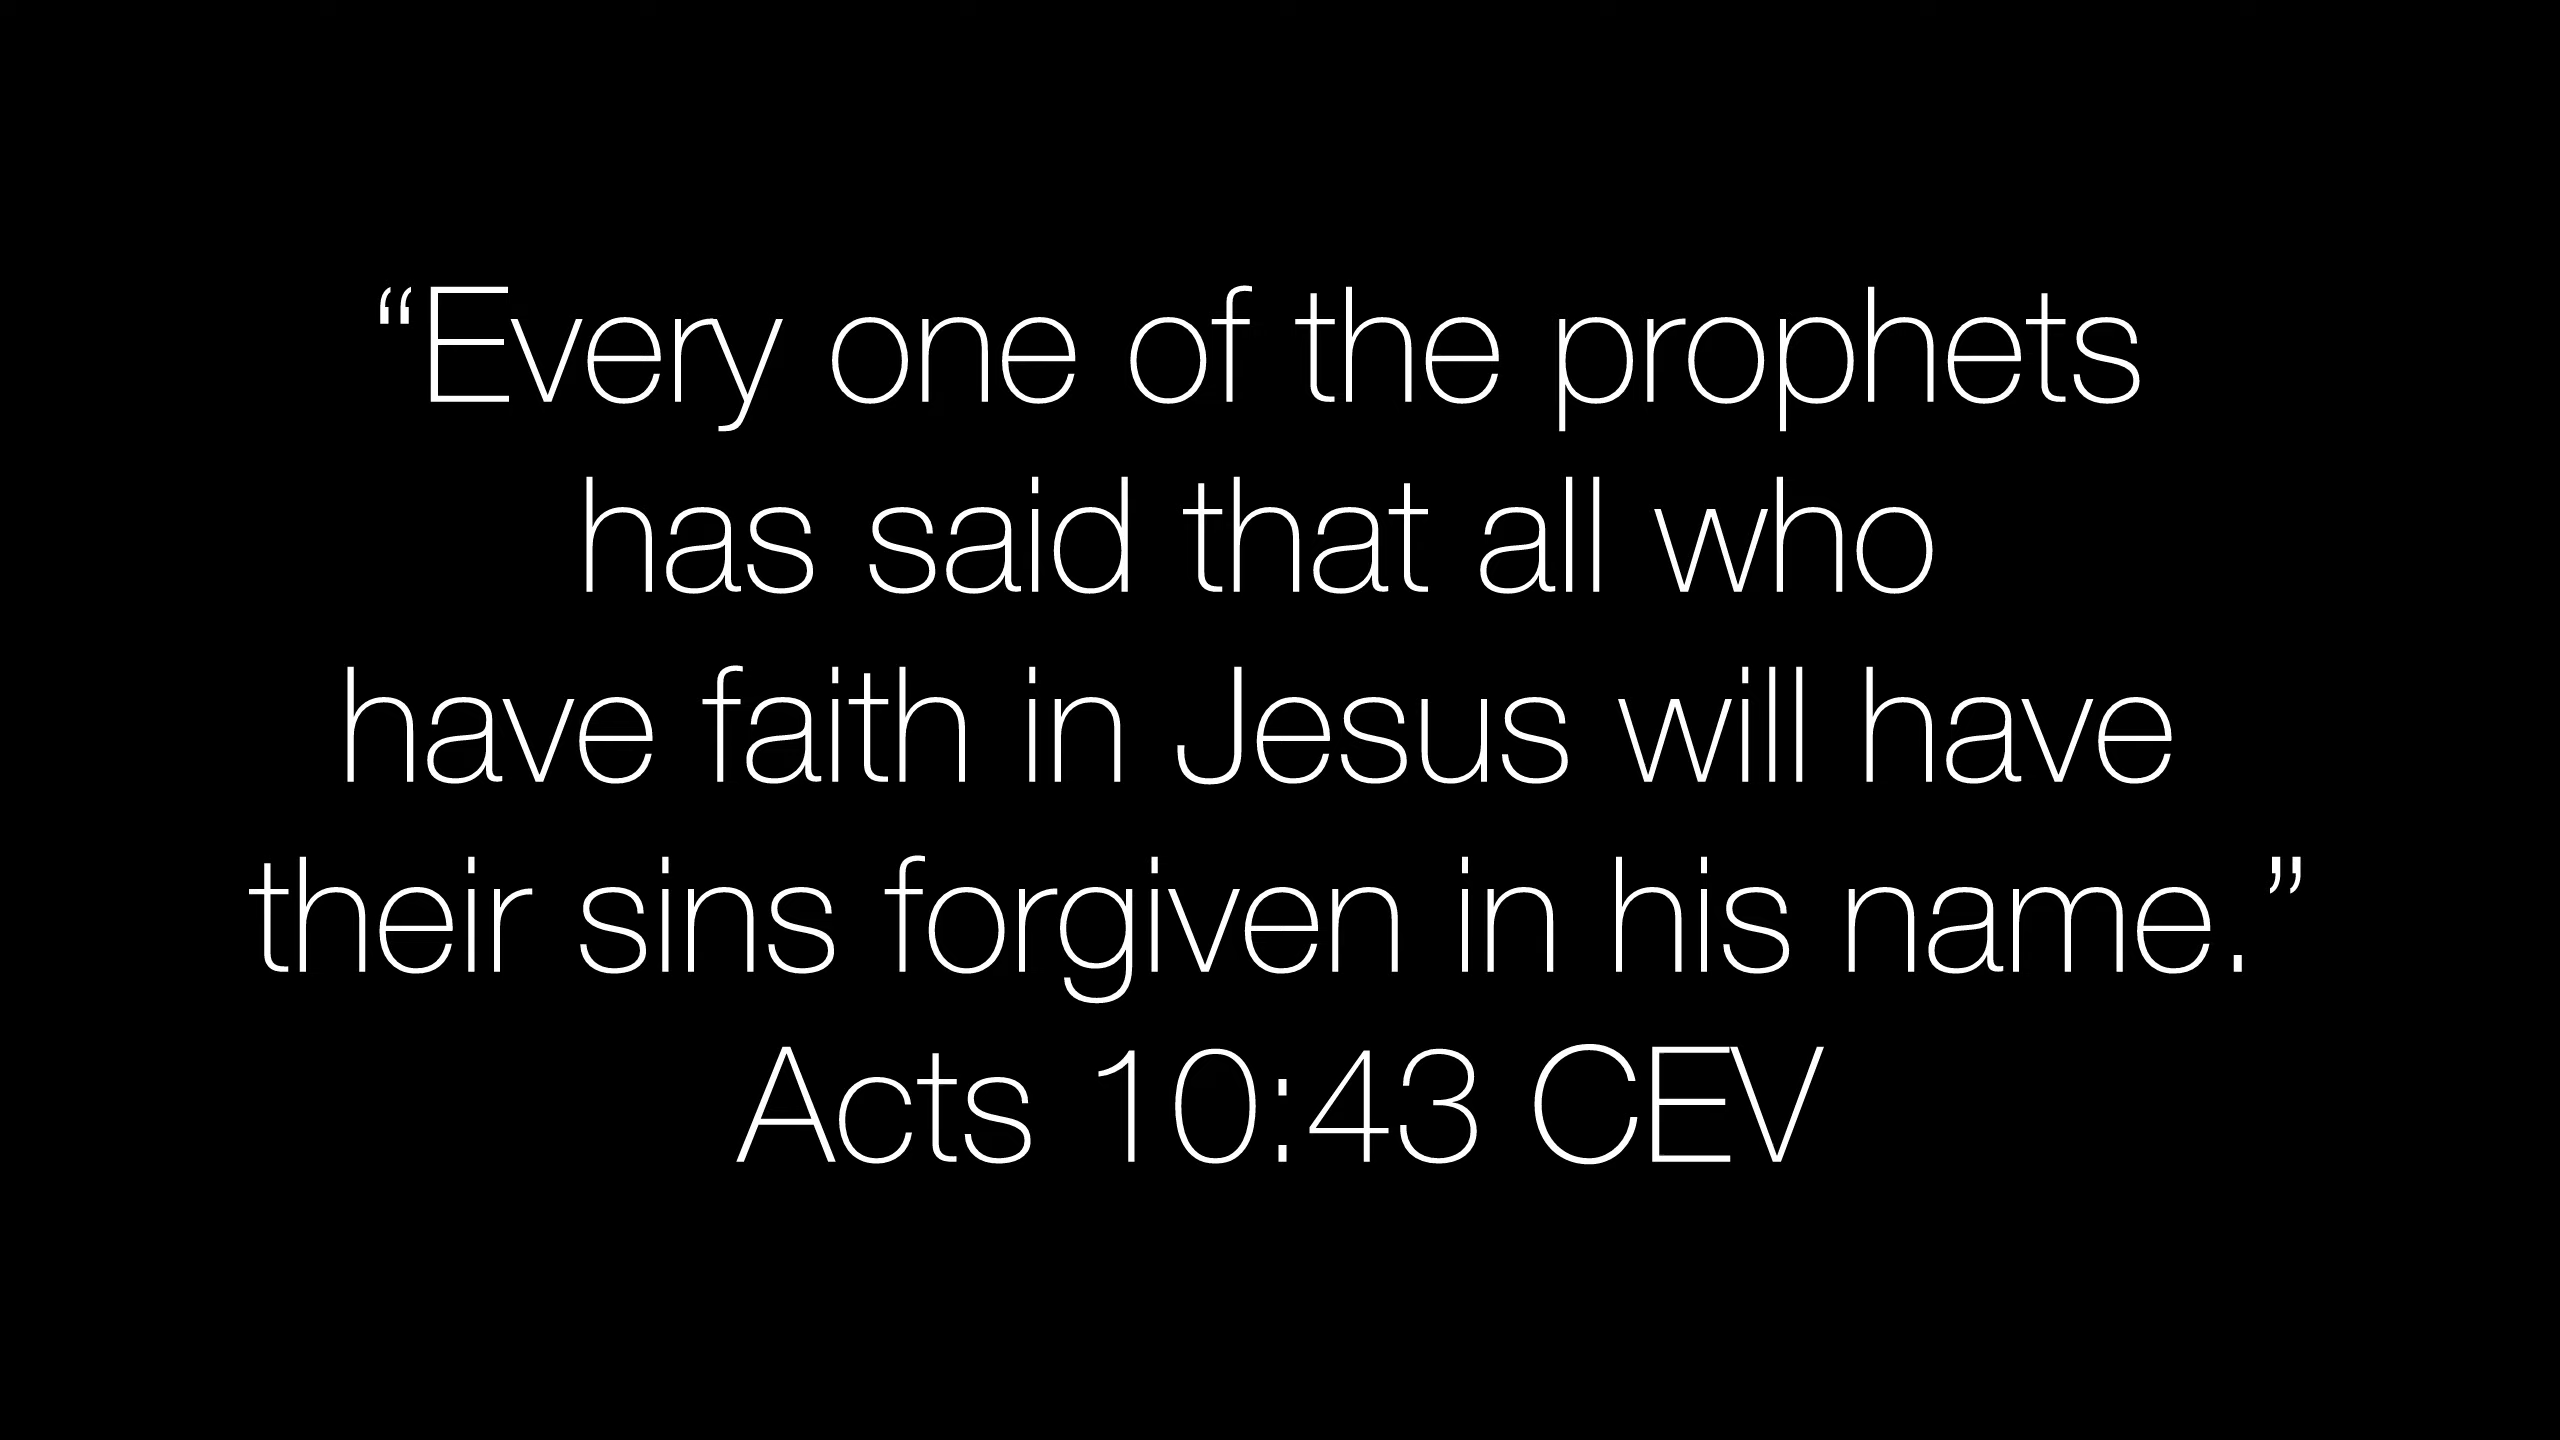 “Every one of the prophets
has said that all who
have faith in Jesus will have
their sins forgiven in his name.”
Acts 10:43 CEV